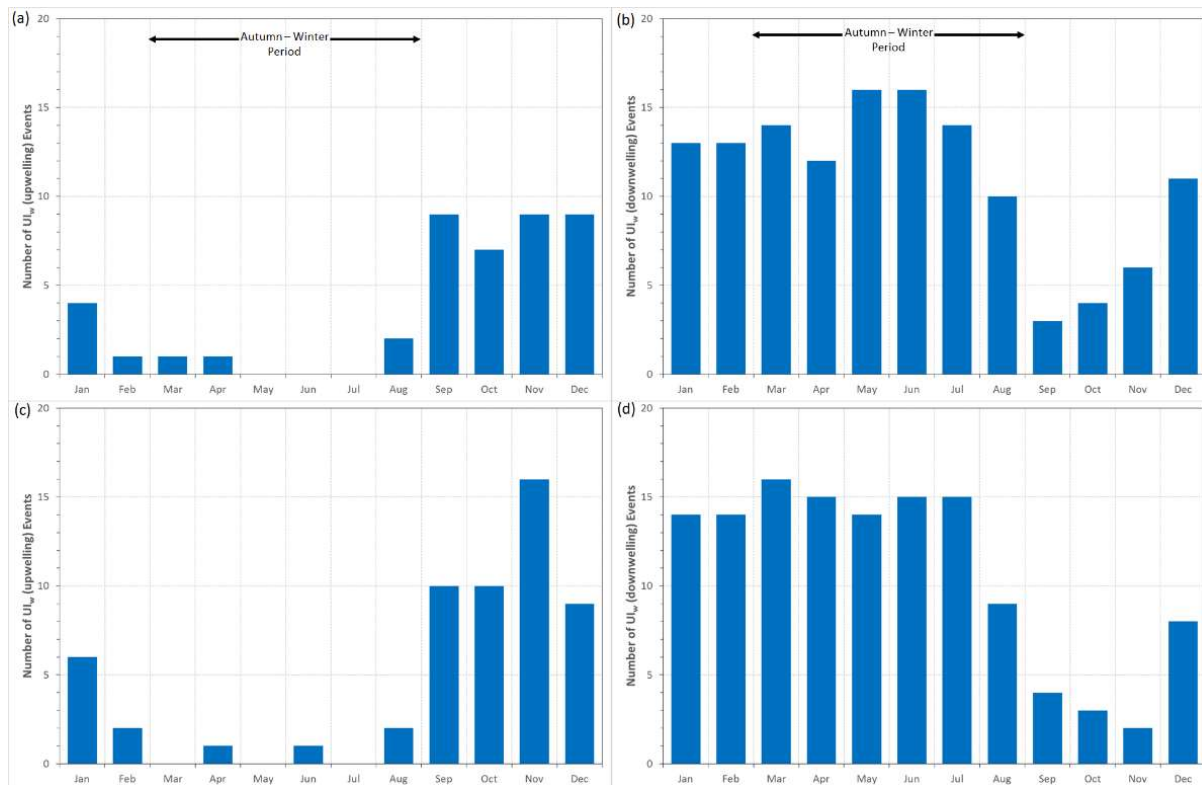 (a)
20
15
10
5
0
Number of UIw (upwelling) Events
Autumn – Winter
Period
Jan Feb Mar Apr May Jun Jul Aug Sep Oct Nov Dec
(b)
20
15
10
5
0
Number of UIw (downwelling) Events
Autumn – Winter
Period
Jan Feb Mar Apr May Jun Jul Aug Sep Oct Nov Dec
(c)
20
15
10
5
0
Number of UIw (upwelling) Events
Jan Feb Mar Apr May Jun Jul Aug Sep Oct Nov Dec
(d)
20
15
10
5
0
Number of UIw (downwelling) Events
Jan Feb Mar Apr May Jun Jul Aug Sep Oct Nov Dec